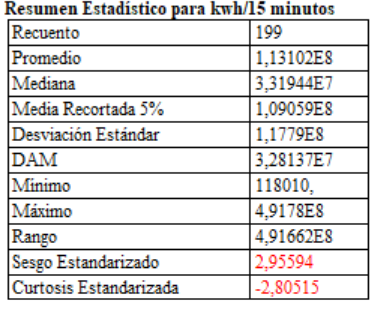 Resumen Estadístico para kwh/15 minutos
Recuento 199
Promedio 1,13102E8
Mediana 3,31944E7
Media Recortada 5% 1,09059E8
Desviación Estándar 1,1779E8
DAM 3,28137E7
Mínimo 118010,
Máximo 4,9178E8
Rango 4,91662E8
Sesgo Estandarizado 2,95594
Curtosis Estandarizada -2,80515